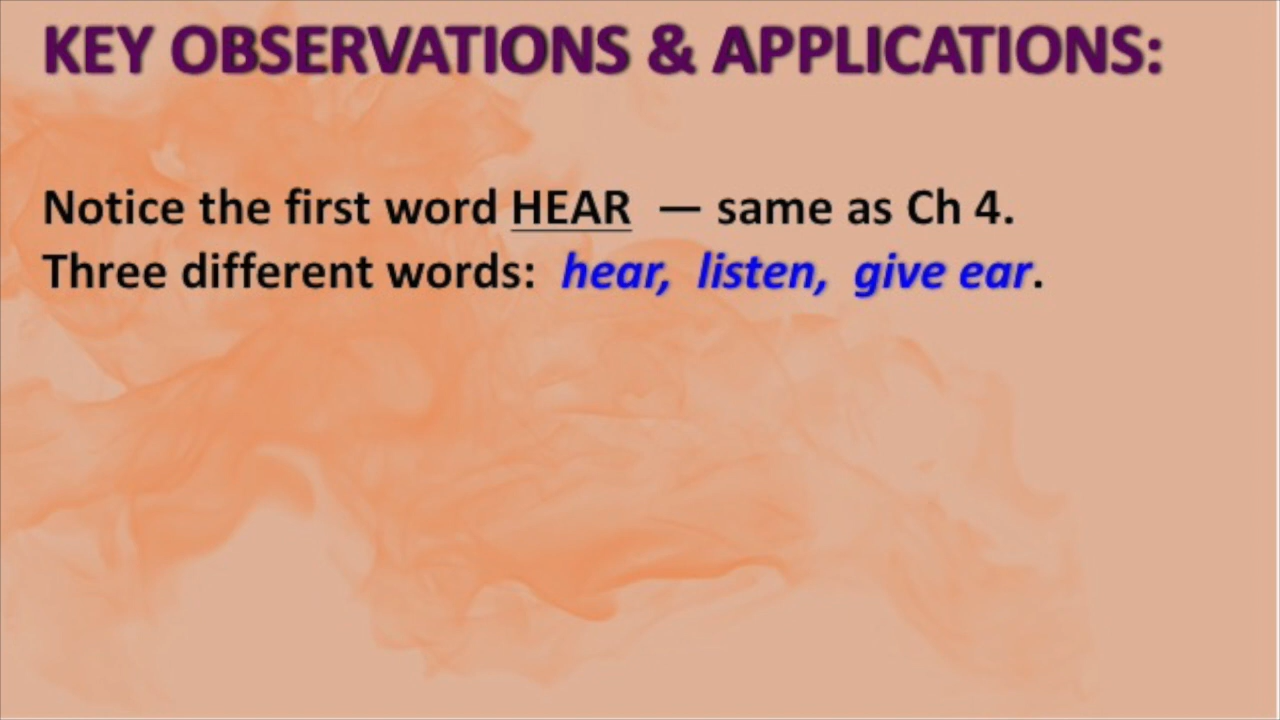 KEY OBSERVATIONS & APPLICATIONS:
Notice the first word HEAR — same as Ch 4.
Three different words: hear, listen, give ear.